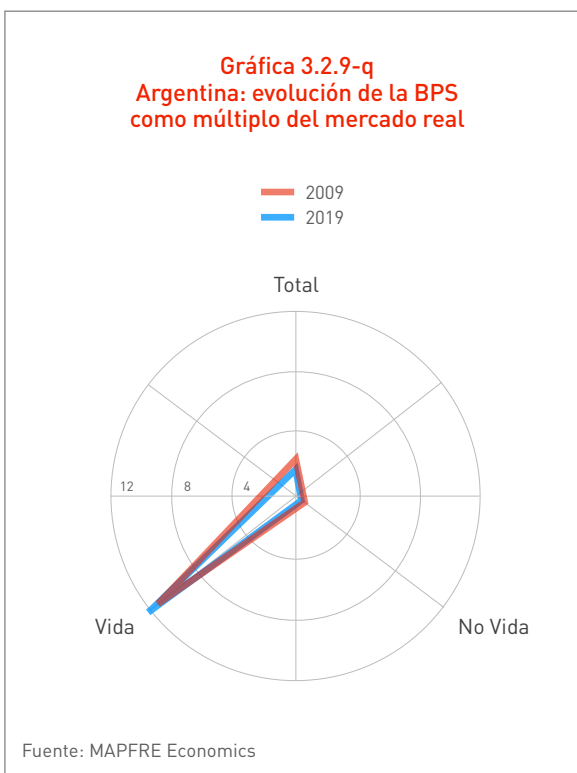 Gráfica 3.2.9-q
Argentina: evolución de la BPS
como múltiplo del mercado real
2009
2019
Total
12 8 4
Vida
No Vida
Fuente: MAPFRE Economics